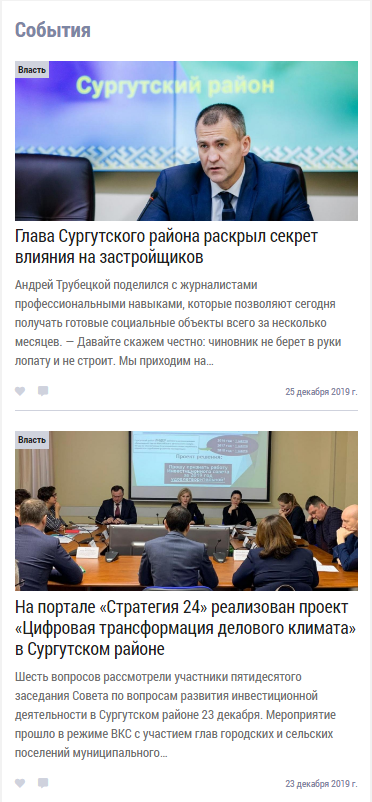 События
Власть
Сургутский район
Глава Сургутского района раскрыл секрет
влияния на застройщиков
Андрей Трубецкой поделился с журналистами
профессиональными навыками, которые позволяют сегодня
получать готовые социальные объекты всего за несколько
месяцев. — Давайте скажем честно: чиновник не берет в руки
лопату и не строит. Мы приходим на...
25 декабря 2019 г.
Власть
Проект решения:
На портале «Стратегия 24» реализован проект
«Цифровая трансформация делового климата»
в Сургутском районе
Шесть вопросов рассмотрели участники пятидесятого
заседания Совета по вопросам развития инвестиционной
деятельности в Сургутском районе 23 декабря. Мероприятие
прошло в режиме ВКС с участием глав городских и сельских
поселений муниципального...
23 декабря 2019 г.